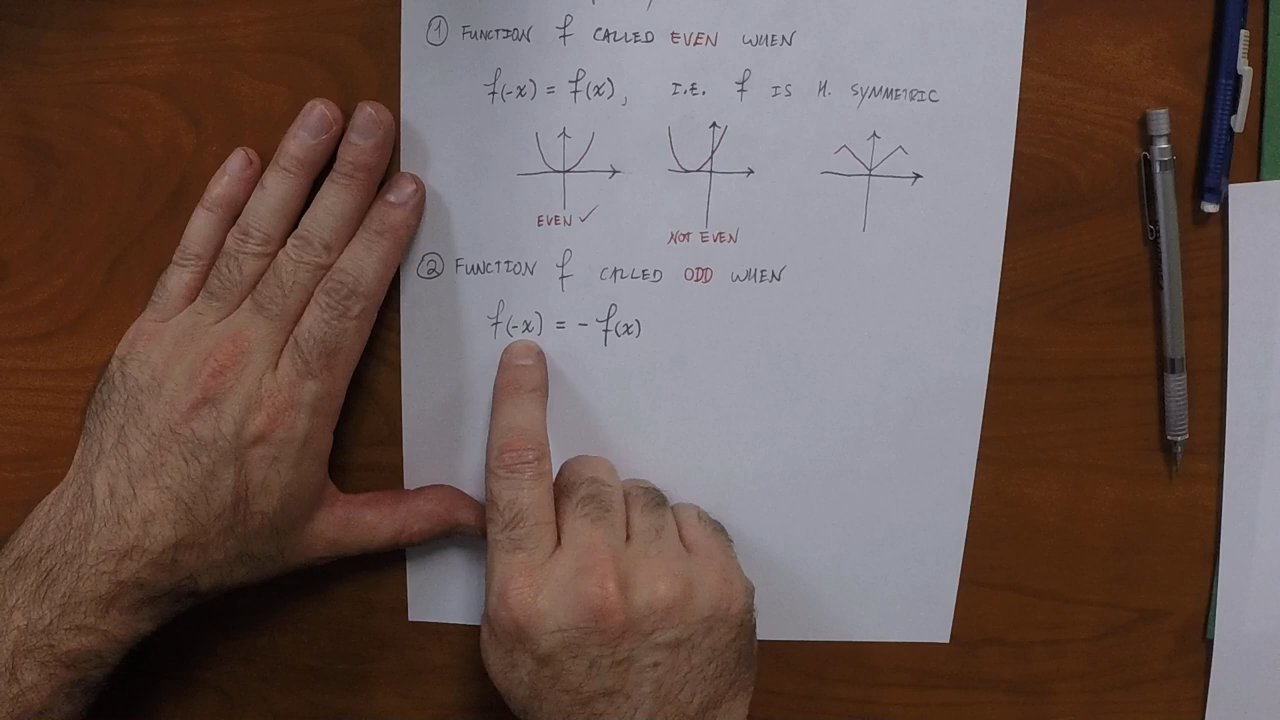 ① FUNCTION f CALLED EVEN WHEN
f(-x) = f(x), I.E. f IS H. SYMMETRIC
EVEN ✓
NOT EVEN
② FUNCTION f CALLED ODD WHEN
f(-x) = - f(x)